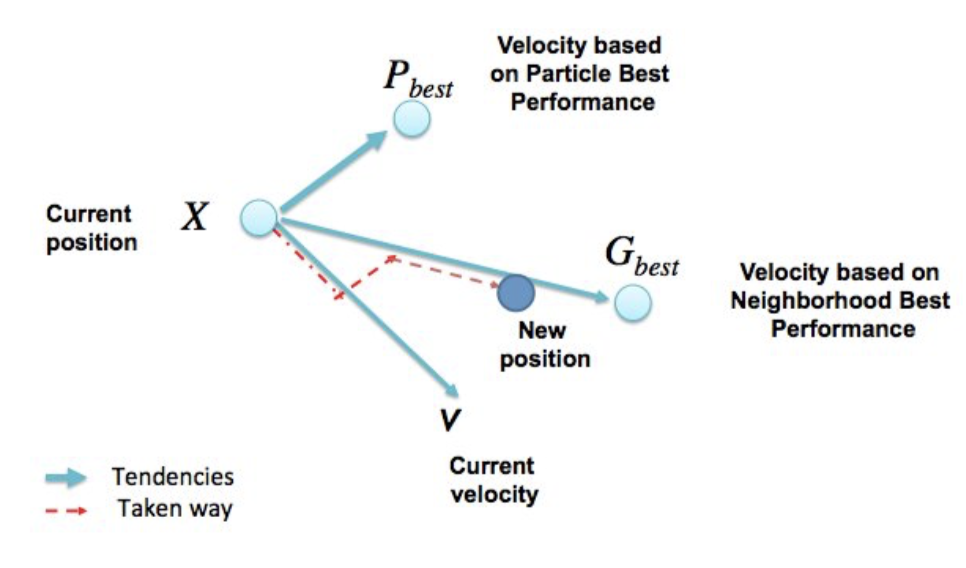 Velocity based
on Particle Best
Performance
P_best
Current
position
X
G_best
Velocity based on
Neighborhood Best
Performance
New
position
V
Current
velocity
Tendencies
Taken way